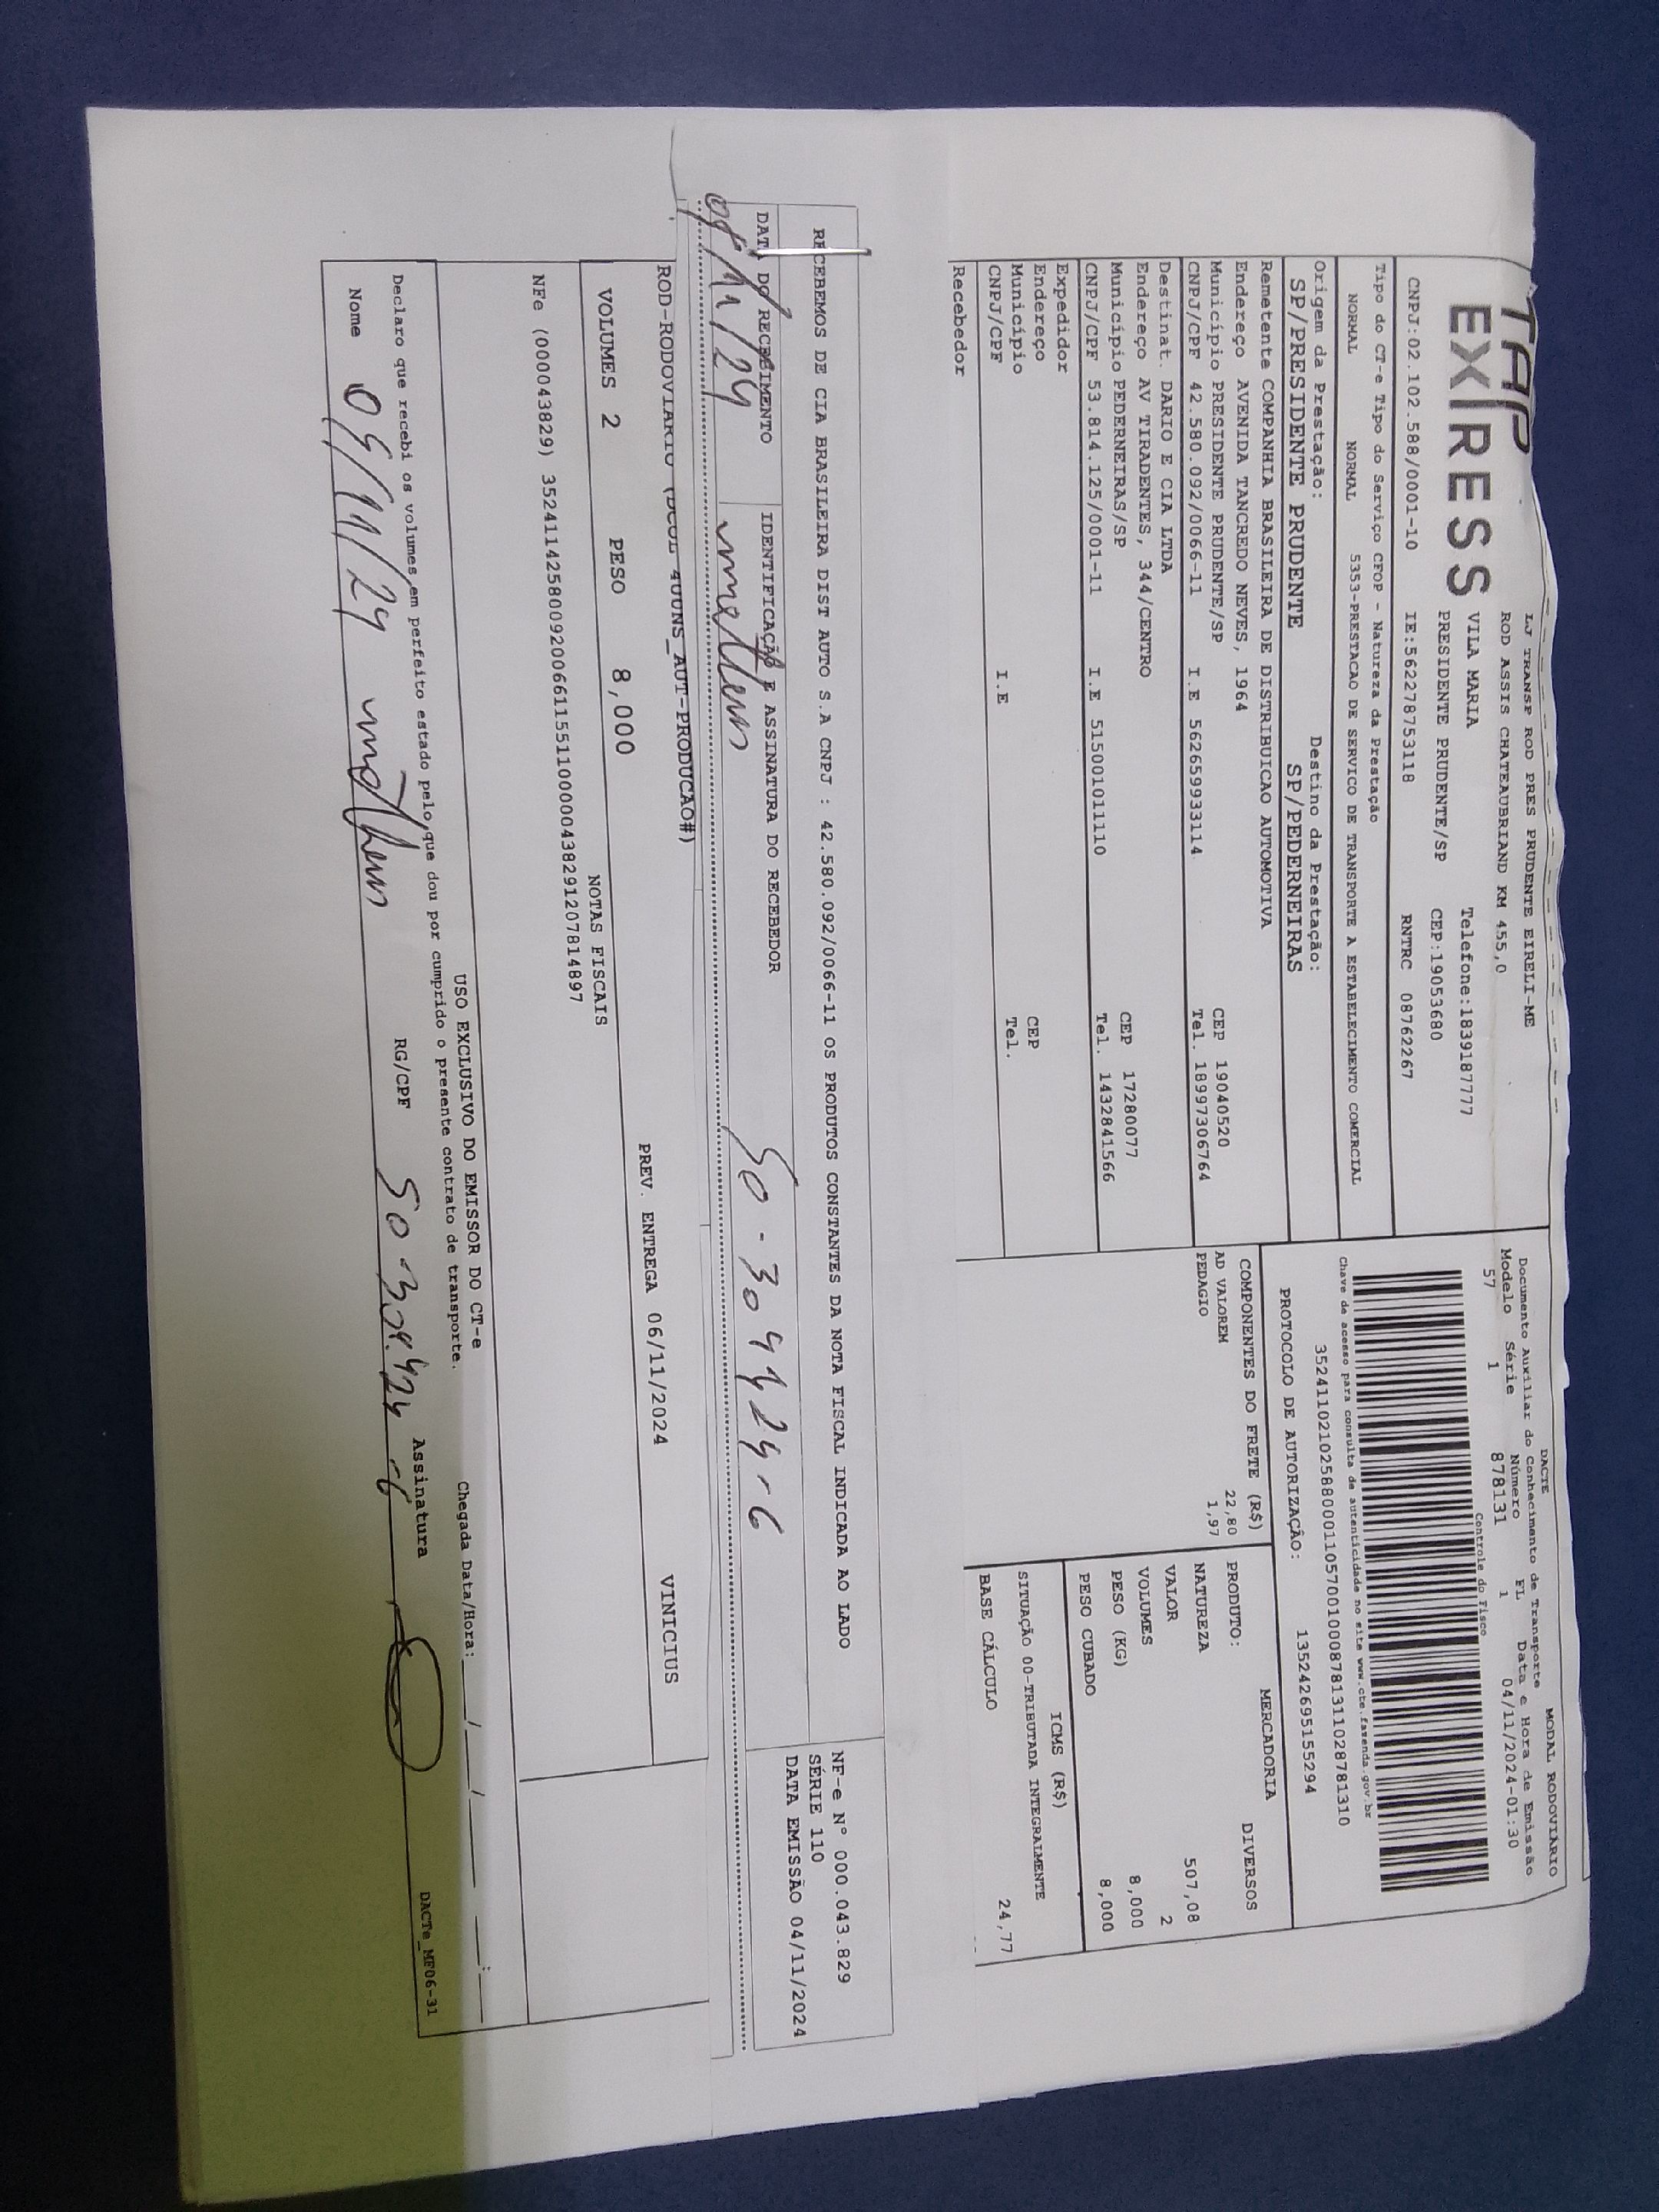 TAP
EXPRESS
LJ TRANSP ROD PRES PRUDENTE EIRELI-ME
ROD ASSIS CHATEAUBRIAND KM 455,0
VILA MARIA Telefone:1839187777
PRESIDENTE PRUDENTE/SP CEP:19053680
CNPJ:02.102.588/0001-10 IE:562278753118 RNTRC 08762267
Tipo do CT-e Tipo do Serviço CFOP - Natureza da Prestação
NORMAL NORMAL 5353-PRESTACAO DE SERVICO DE TRANSPORTE A ESTABELECIMENTO COMERCIAL
Origem da Prestação: Destino da Prestação:
SP/PRESIDENTE PRUDENTE SP/PEDERNEIRAS
Remetente COMPANHIA BRASILEIRA DE DISTRIBUICAO AUTOMOTIVA
Endereço AVENIDA TANCREDO NEVES, 1964 CEP 19040520
Município PRESIDENTE PRUDENTE/SP Tel. 18997306764
CNPJ/CPF 42.580.092/0066-11 I.E 562659933114
Destinat. DARIO E CIA LTDA
Endereço AV TIRADENTES, 344/CENTRO CEP 17280077
Município PEDERNEIRAS/SP Tel. 1432841566
CNPJ/CPF 53.814.125/0001-11 I.E 515001011110
Expedidor
Endereço CEP
Município Tel.
CNPJ/CPF I.E
Recebedor
DACTE MODAL RODOVIÁRIO
Documento Auxiliar do Conhecimento de Transporte
Modelo Série Número FL Data e Hora de Emissão
57 1 878131 1 04/11/2024-01:30
Controle do Fisco
Chave de acesso para consulta de autenticidade no site www.cte.fazenda.gov.br
35241102102588000110570010008781311028781310
PROTOCOLO DE AUTORIZAÇÃO: 135242695155294
COMPONENTES DO FRETE (R$)
AD VALOREM 22,80
PEDAGIO 1,97
MERCADORIA
PRODUTO: DIVERSOS
NATUREZA
VALOR 507,08
VOLUMES 2
PESO (KG) 8,000
PESO CUBADO 8,000
ICMS (R$)
SITUAÇÃO 00-TRIBUTADA INTEGRALMENTE
BASE CÁLCULO 24,77
RECEBEMOS DE CIA BRASILEIRA DIST AUTO S.A CNPJ : 42.580.092/0066-11 OS PRODUTOS CONSTANTES DA NOTA FISCAL INDICADA AO LADO
DATA DO RECEBIMENTO IDENTIFICAÇÃO E ASSINATURA DO RECEBEDOR
NF-e N° 000.043.829
SÉRIE 110
DATA EMISSÃO 04/11/2024
ROD-RODOVIARIO
AUT-PRODUCAO#)
VOLUMES 2 PESO 8,000 PREV. ENTREGA 06/11/2024 VINICIUS
NOTAS FISCAIS
NFe (000043829) 35241142580092006611551100000438291207814897
USO EXCLUSIVO DO EMISSOR DO CT-e
Declaro que recebi os volumes em perfeito estado pelo que dou por cumprido o presente contrato de transporte. Chegada Data/Hora:___/___/____ ___:___
Nome RG/CPF Assinatura
DACTe_MF06-31